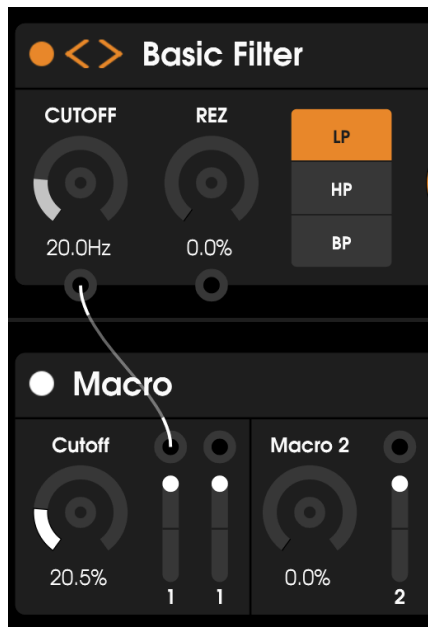 Basic Filter
CUTOFF REZ
LP
HP
20.0Hz 0.0% BP
Macro
Cutoff Macro 2
20.5% 0.0%
1 1 2